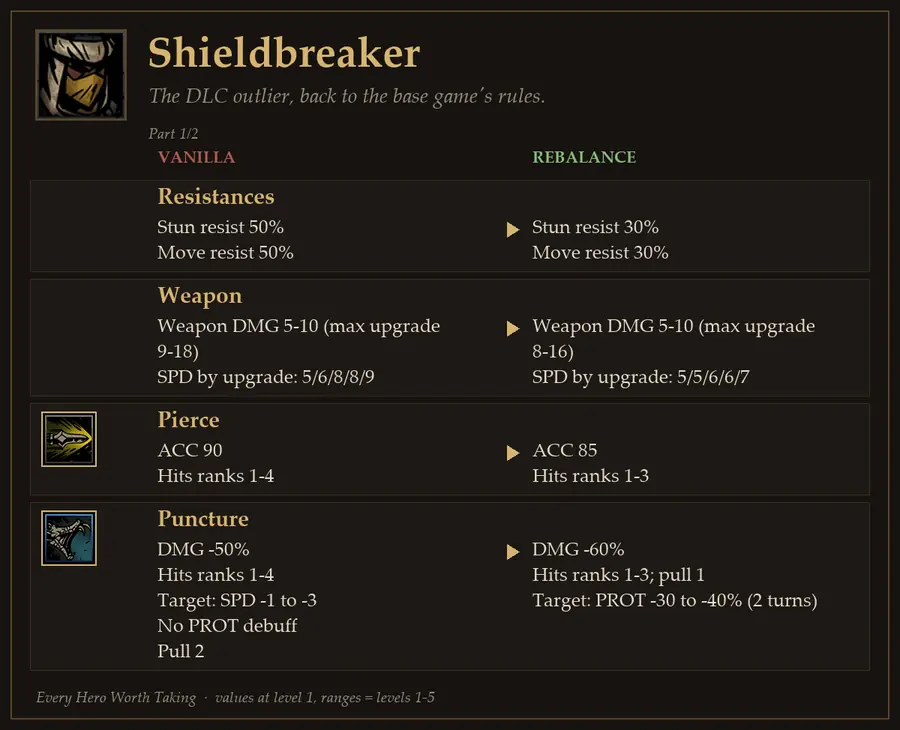 Shieldbreaker
The DLC outlier, back to the base game's rules.
Part 1/2
VANILLA
REBALANCE
Resistances
Stun resist 50%
Move resist 50%
Stun resist 30%
Move resist 30%
Weapon
Weapon DMG 5-10 (max upgrade
9-18)
SPD by upgrade: 5/6/8/8/9
Weapon DMG 5-10 (max upgrade
8-16)
SPD by upgrade: 5/5/6/6/7
Pierce
ACC 90
Hits ranks 1-4
ACC 85
Hits ranks 1-3
Puncture
DMG -50%
Hits ranks 1-4
Target: SPD -1 to -3
No PROT debuff
Pull 2
DMG -60%
Hits ranks 1-3; pull 1
Target: PROT -30 to -40% (2 turns)
Every Hero Worth Taking · values at level 1, ranges = levels 1-5